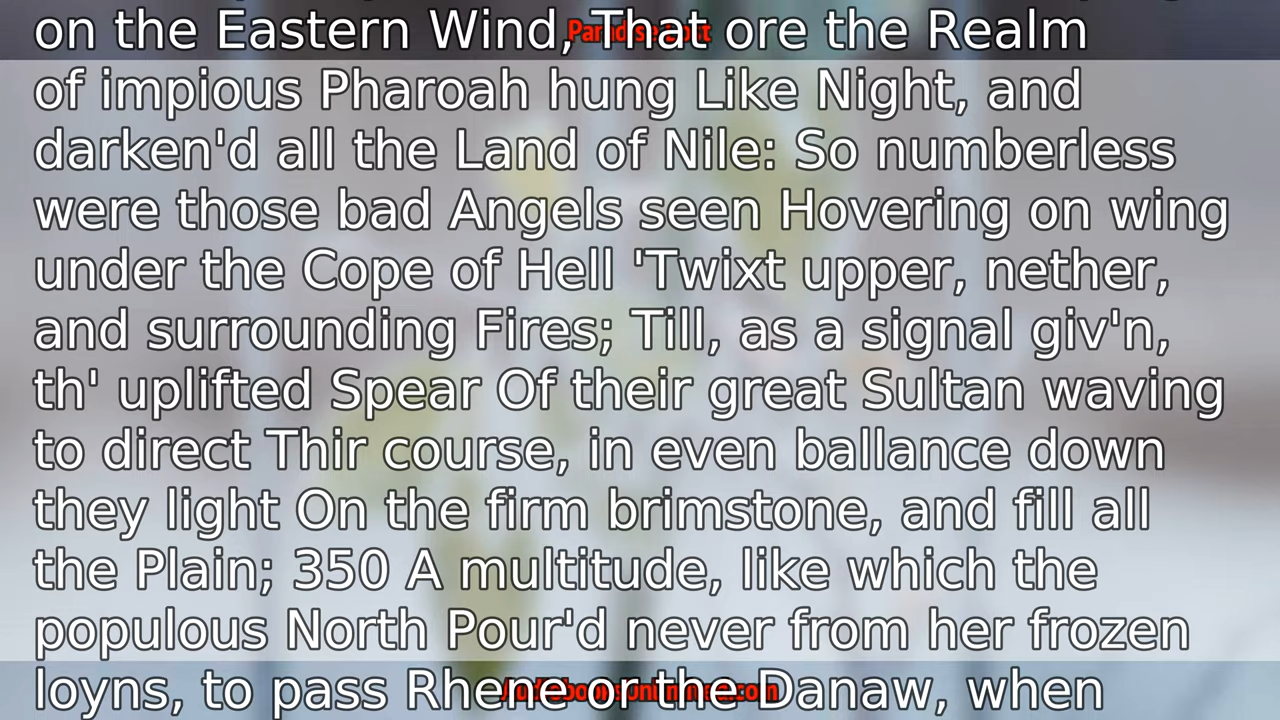 on the Eastern Wind, That ore the Realm
Paradise Lost
of impious Pharoah hung Like Night, and
darken'd all the Land of Nile: So numberless
were those bad Angels seen Hovering on wing
under the Cope of Hell 'Twixt upper, nether,
and surrounding Fires; Till, as a signal giv'n,
th' uplifted Spear Of their great Sultan waving
to direct Thir course, in even ballance down
they light On the firm brimstone, and fill all
the Plain; 350 A multitude, like which the
populous North Pour'd never from her frozen
loyns, to pass Rhene or the Danaw, when